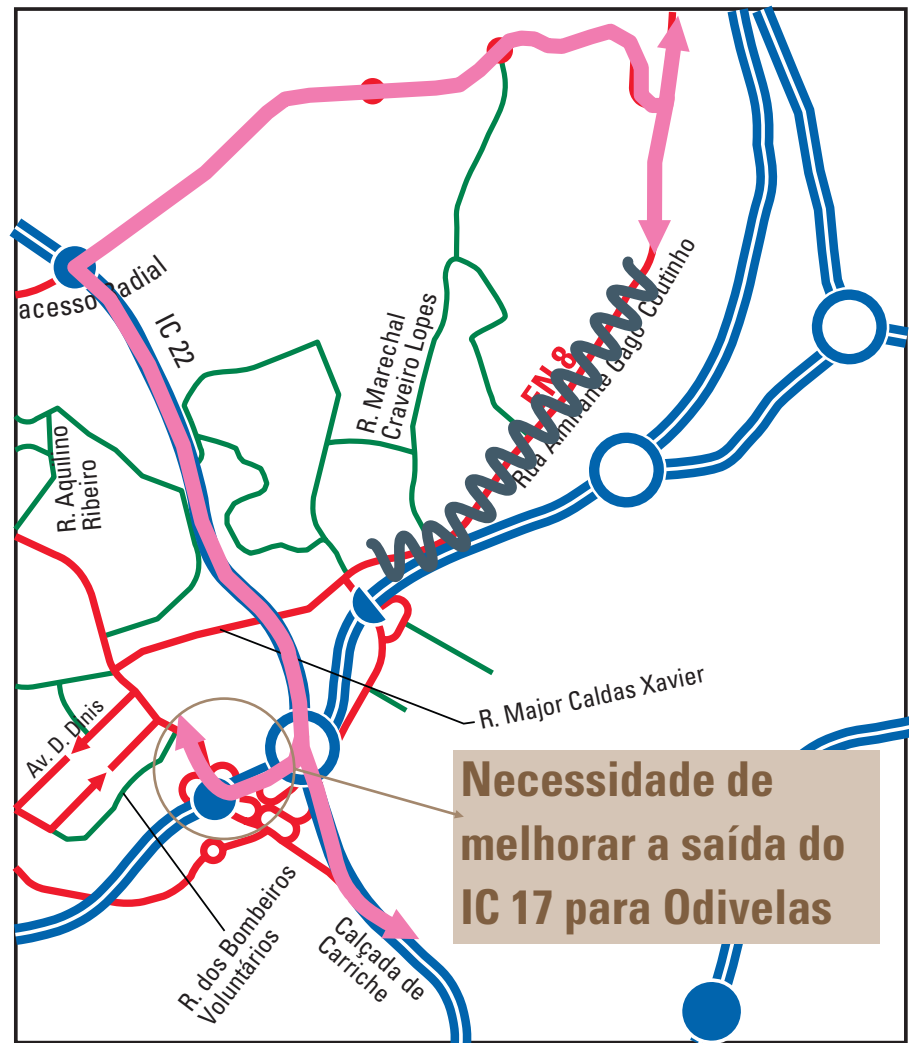 acesso Radial
IC 22
R. Marechal
Craveiro Lopes
EN 8
Rua Almirante Gago Coutinho
R. Aquilino
Ribeiro
R. Major Caldas Xavier
Av. D. Dinis
Necessidade de
melhorar a saída do
IC 17 para Odivelas
R. dos Bombeiros
Voluntários
Calçada de
Carriche